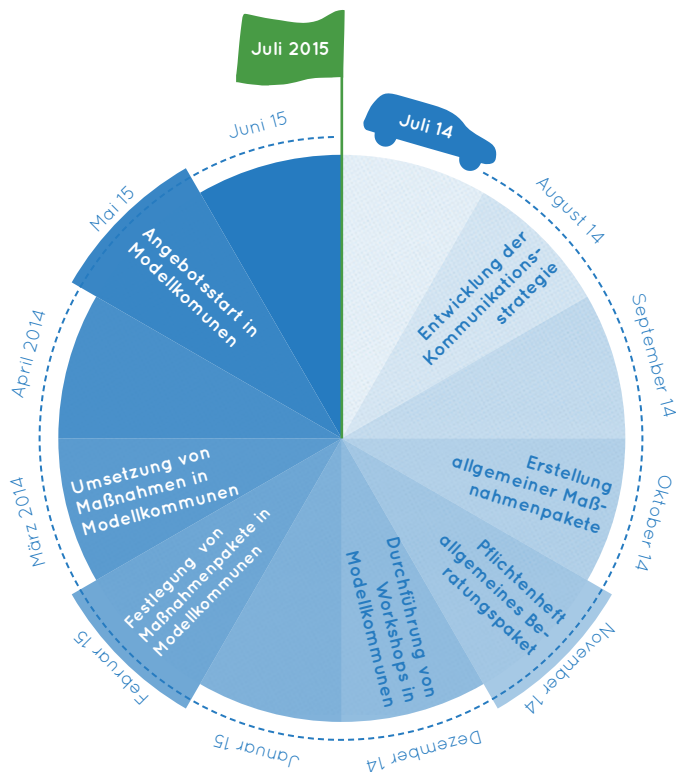 Juli 2015
Juli 14
August 14
Entwicklung der
Kommunikations-
strategie
September 14
Oktober 14
Erstellung
allgemeiner Maß-
nahmenpakete
November 14
Pflichtenheft
allgemeines Be-
ratungspaket
Dezember 14
Durchführung von
Workshops in
Modellkommunen
Januar 15
Februar 15
Festlegung von
Maßnahmenpakete in
Modellkommunen
März 2014
Umsetzung von
Maßnahmen in
Modellkommunen
April 2014
Mai 15
Angebotsstart in
Modellkomunen
Juni 15